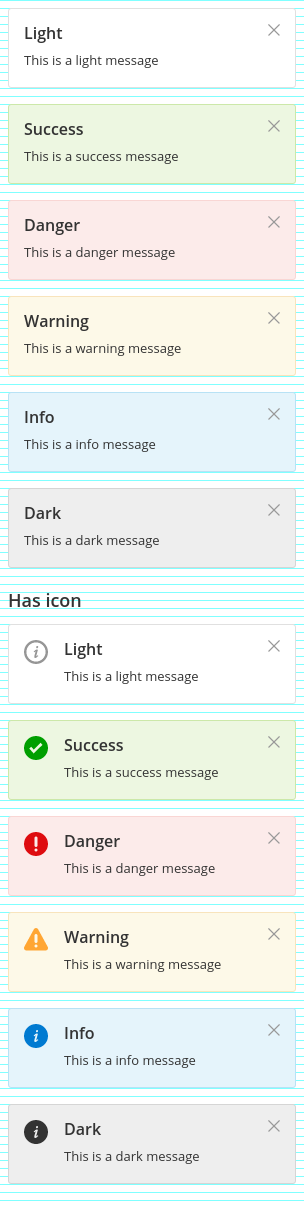 Light
This is a light message
Success
This is a success message
Danger
This is a danger message
Warning
This is a warning message
Info
This is a info message
Dark
This is a dark message
Has icon
Light
This is a light message
Success
This is a success message
Danger
This is a danger message
Warning
This is a warning message
Info
This is a info message
Dark
This is a dark message